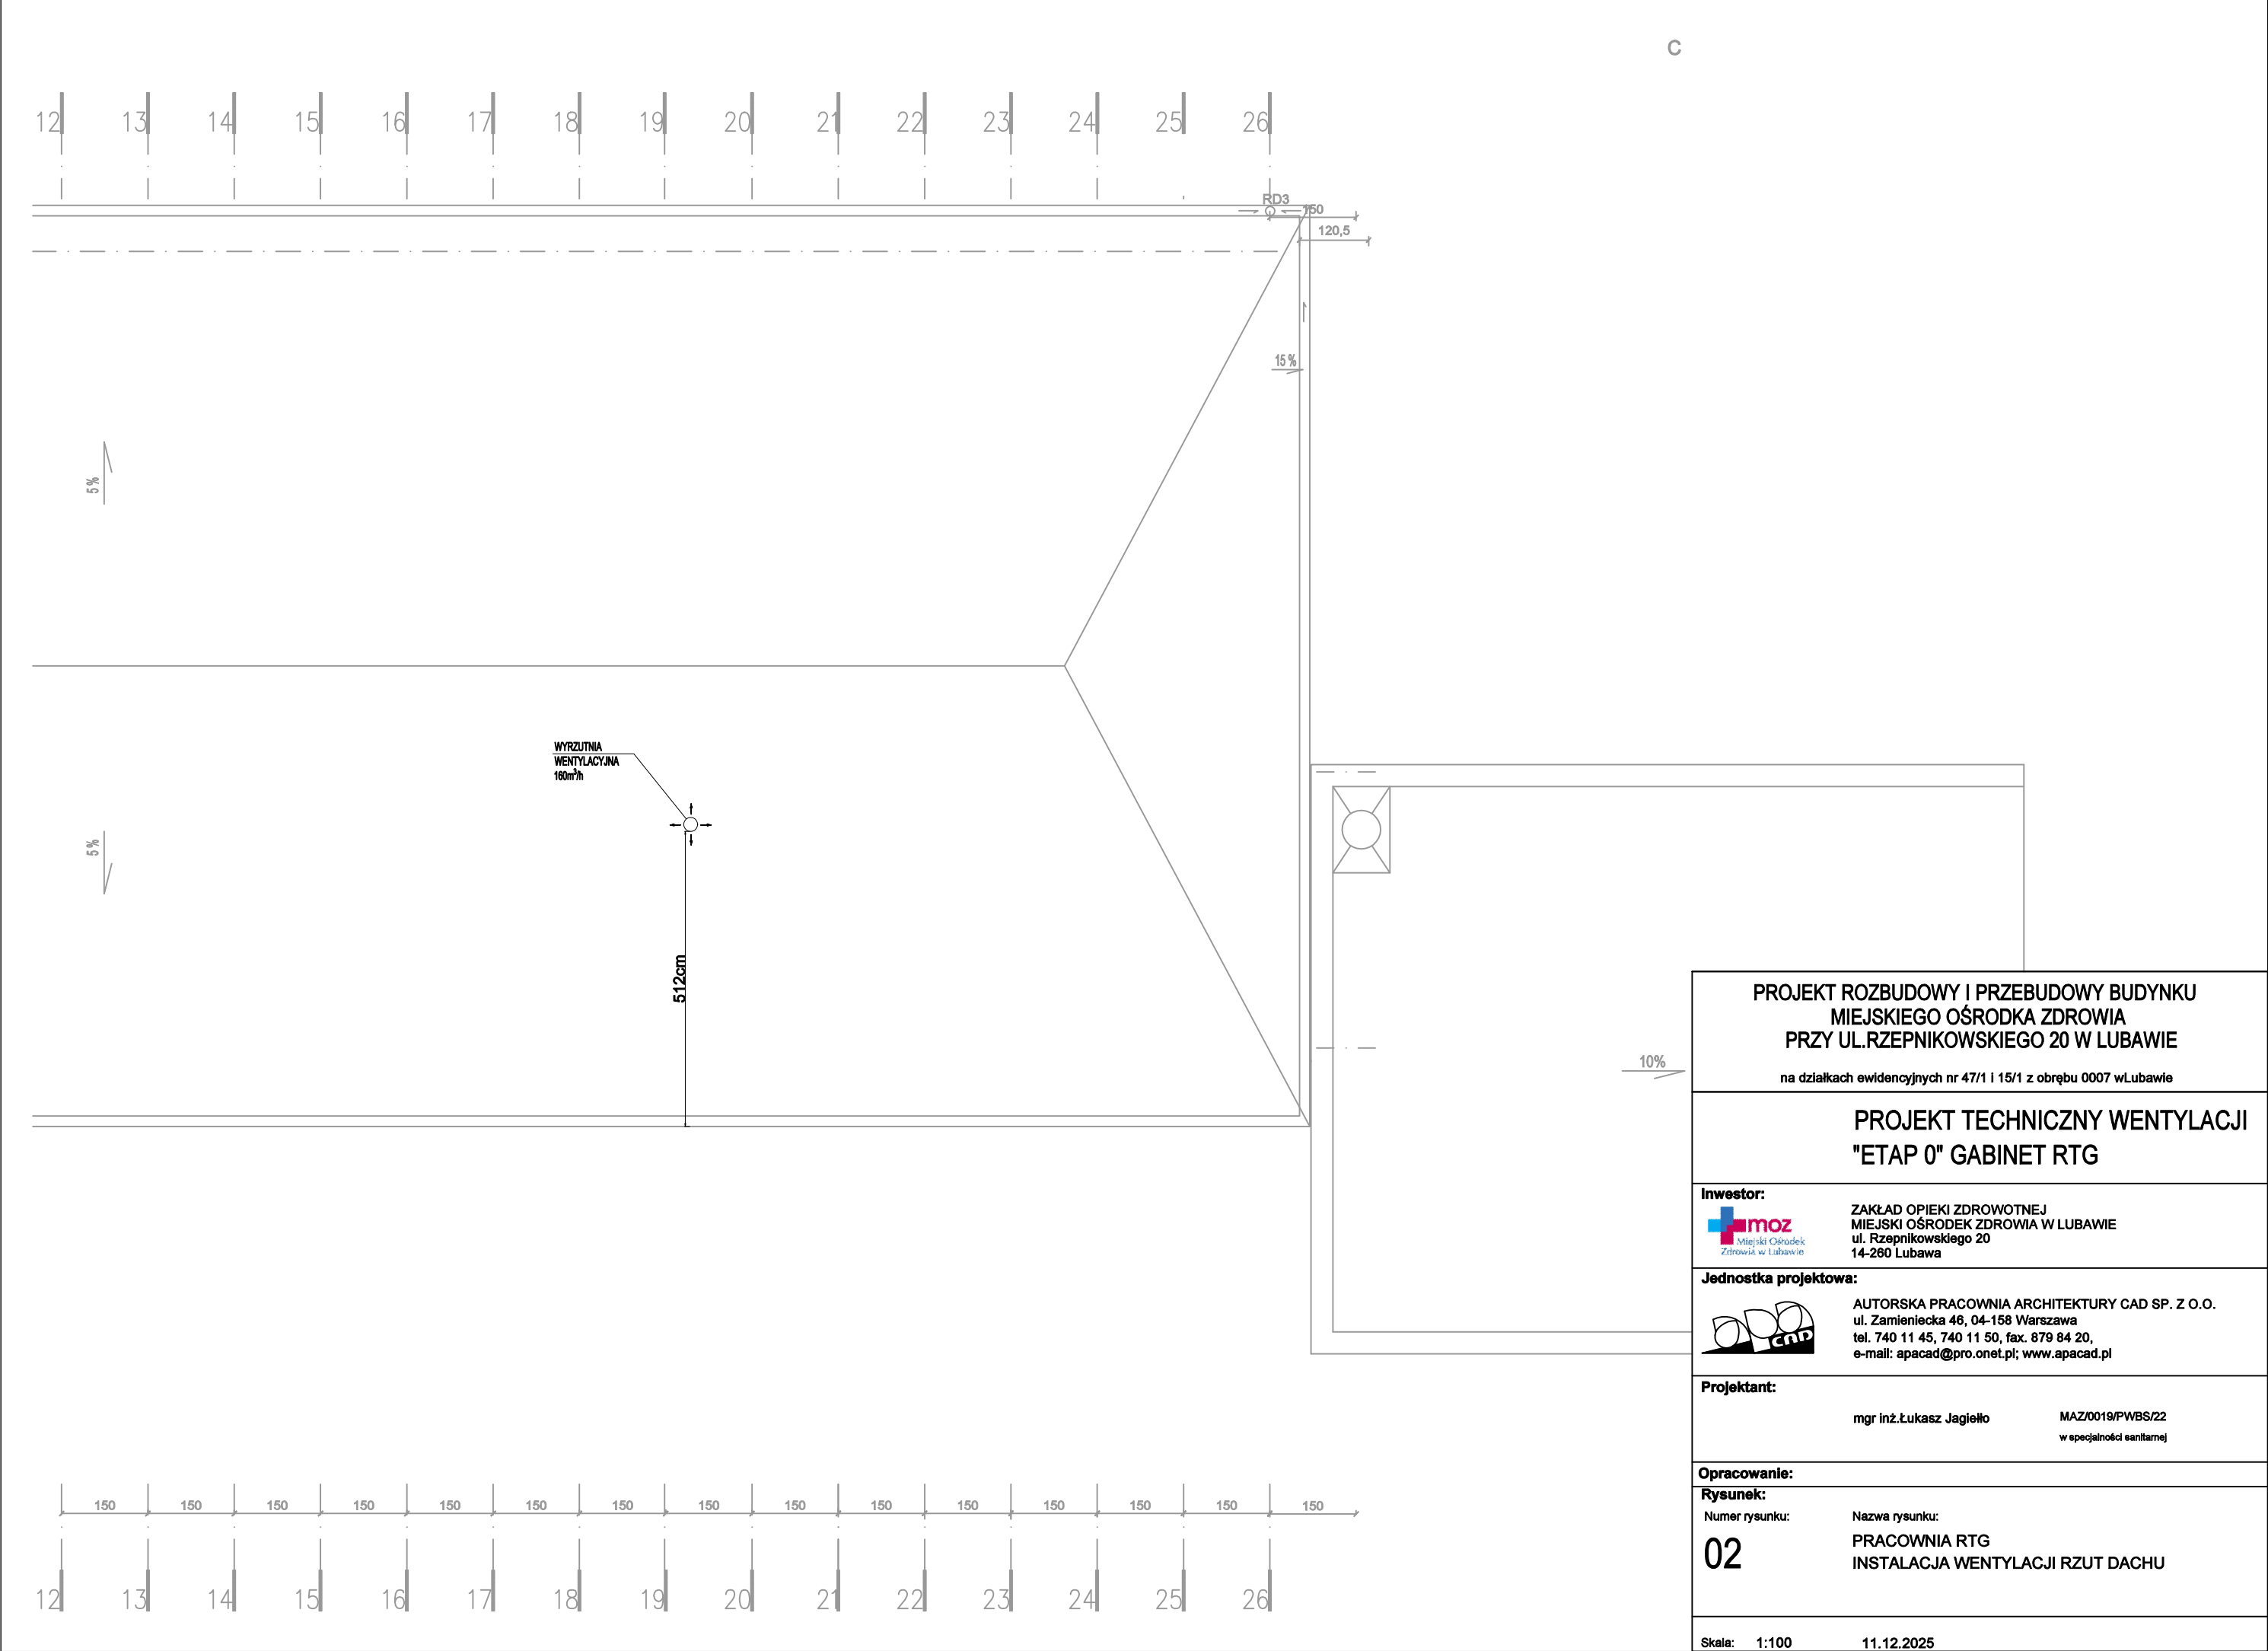 C
12 13 14 15 16 17 18 19 20 21 22 23 24 25 26
RD3
150
120,5
15 %
5 %
WYRZUTNIA
WENTYLACYJNA
160m³/h
5 %
512cm
10%
150 150 150 150 150 150 150 150 150 150 150 150 150 150 150
12 13 14 15 16 17 18 19 20 21 22 23 24 25 26
PROJEKT ROZBUDOWY I PRZEBUDOWY BUDYNKU
MIEJSKIEGO OŚRODKA ZDROWIA
PRZY UL.RZEPNIKOWSKIEGO 20 W LUBAWIE
na działkach ewidencyjnych nr 47/1 i 15/1 z obrębu 0007 wLubawie
PROJEKT TECHNICZNY WENTYLACJI
"ETAP 0" GABINET RTG
Inwestor:
moz
Miejski Ośrodek
Zdrowia w Lubawie
ZAKŁAD OPIEKI ZDROWOTNEJ
MIEJSKI OŚRODEK ZDROWIA W LUBAWIE
ul. Rzepnikowskiego 20
14-260 Lubawa
Jednostka projektowa:
apa CAD
AUTORSKA PRACOWNIA ARCHITEKTURY CAD SP. Z O.O.
ul. Zamieniecka 46, 04-158 Warszawa
tel. 740 11 45, 740 11 50, fax. 879 84 20,
e-mail: apacad@pro.onet.pl; www.apacad.pl
Projektant:
mgr inż.Łukasz Jagiełło MAZ/0019/PWBS/22
w specjalności sanitarnej
Opracowanie:
Rysunek:
Numer rysunku: Nazwa rysunku:
02
PRACOWNIA RTG
INSTALACJA WENTYLACJI RZUT DACHU
Skala: 1:100 11.12.2025